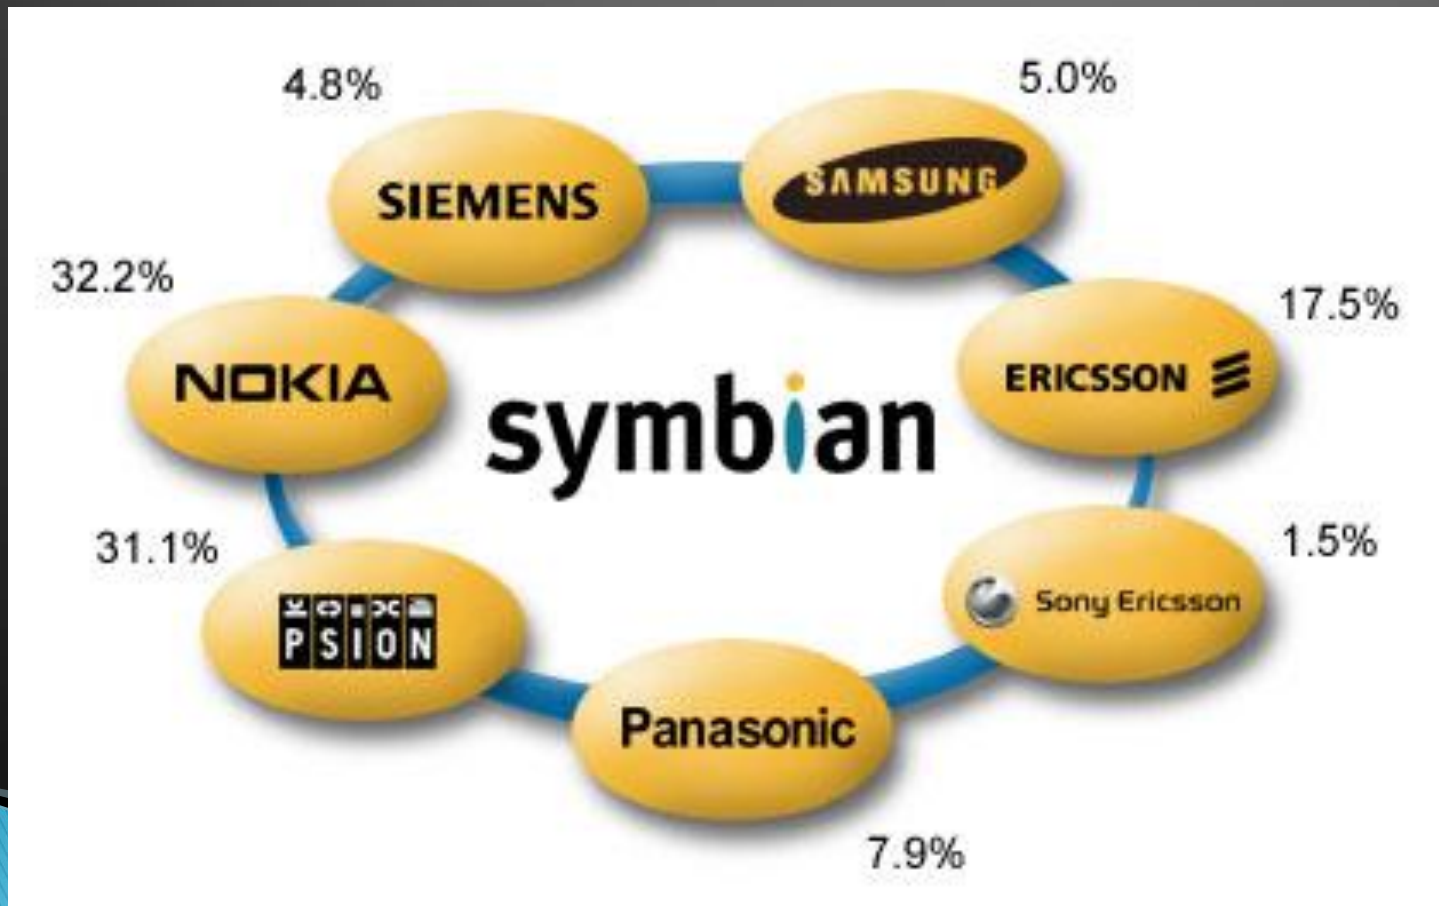 4.8%
5.0%
SIEMENS
SAMSUNG
32.2%
17.5%
NOKIA
ERICSSON
symbian
31.1%
1.5%
PSION
Sony Ericsson
Panasonic
7.9%